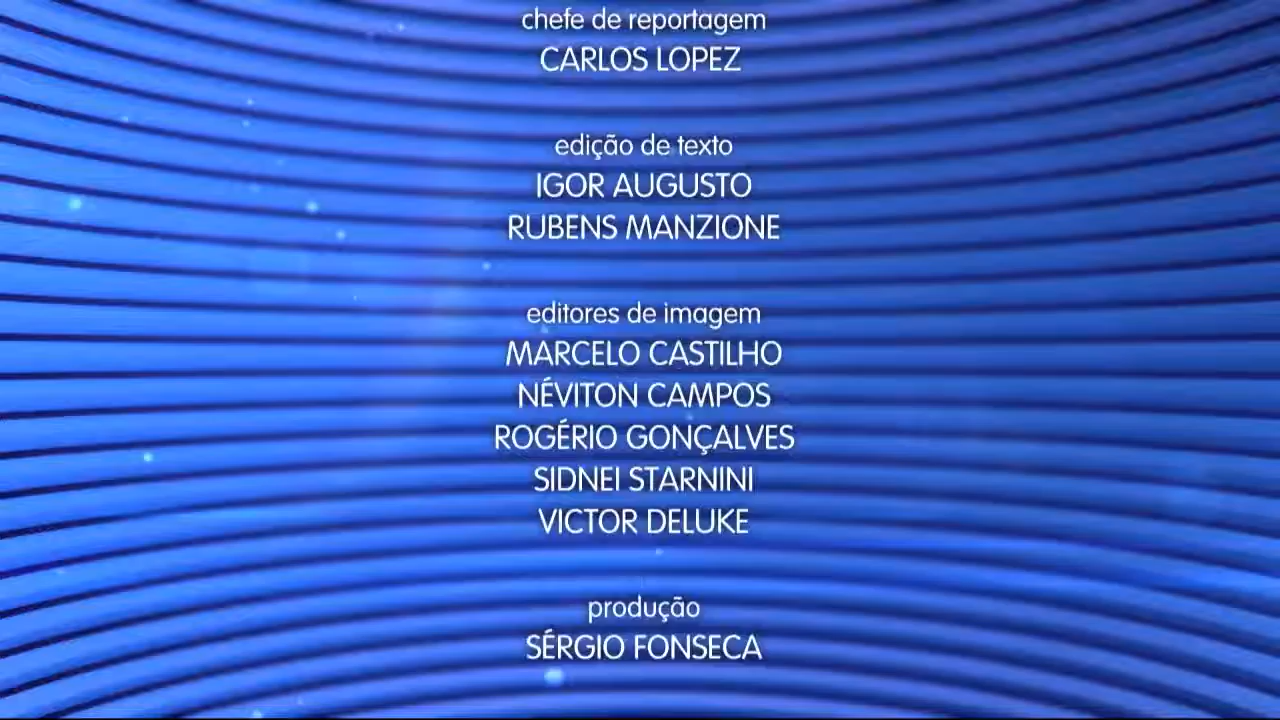 chefe de reportagem
CARLOS LOPEZ
edição de texto
IGOR AUGUSTO
RUBENS MANZIONE
editores de imagem
MARCELO CASTILHO
NÉVITON CAMPOS
ROGÉRIO GONÇALVES
SIDNEI STARNINI
VICTOR DELUKE
produção
SÉRGIO FONSECA